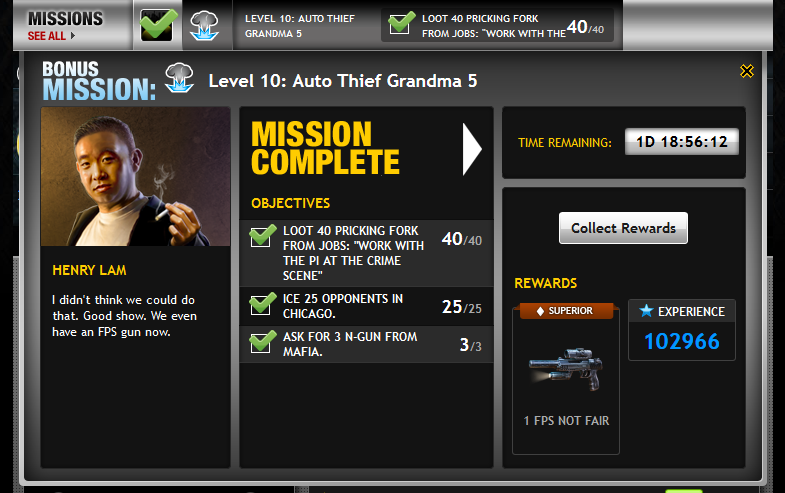 MISSIONS
SEE ALL
LEVEL 10: AUTO THIEF
GRANDMA 5
LOOT 40 PRICKING FORK
FROM JOBS: "WORK WITH THE
40/40
BONUS
MISSION:
Level 10: Auto Thief Grandma 5
HENRY LAM
I didn't think we could do
that. Good show. We even
have an FPS gun now.
MISSION
COMPLETE
OBJECTIVES
LOOT 40 PRICKING FORK
FROM JOBS: "WORK WITH
THE PI AT THE CRIME
SCENE"
40/40
ICE 25 OPPONENTS IN
CHICAGO.
25/25
ASK FOR 3 N-GUN FROM
MAFIA.
3/3
TIME REMAINING:
1D 18:56:12
Collect Rewards
REWARDS
SUPERIOR
1 FPS NOT FAIR
EXPERIENCE
102966